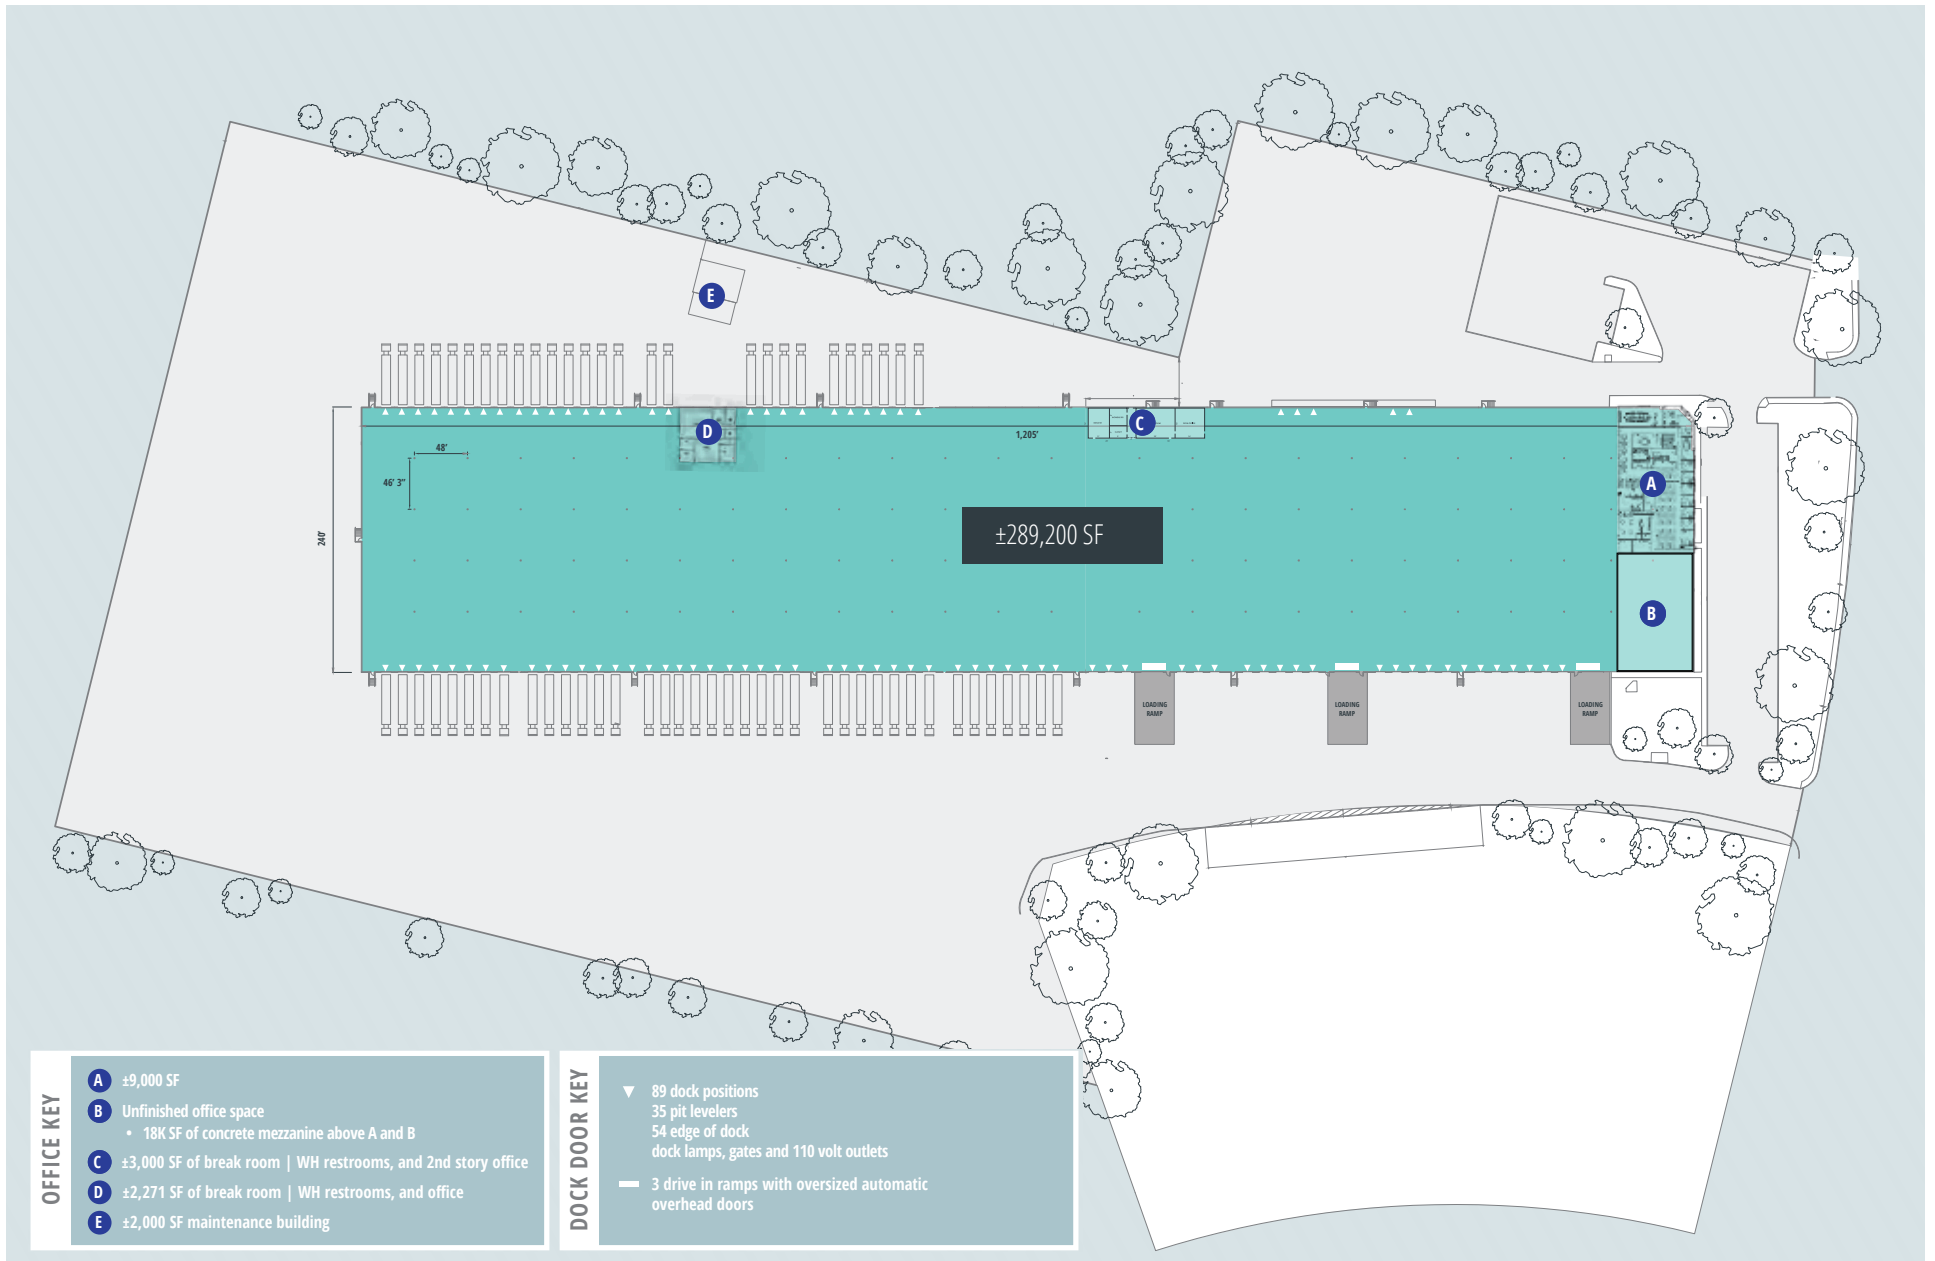 E
D
C
1,205'
48'
46' 3"
A
240'
±289,200 SF
B
LOADING
RAMP
LOADING
RAMP
LOADING
RAMP
OFFICE KEY
A ±9,000 SF
B Unfinished office space
• 18K SF of concrete mezzanine above A and B
C ±3,000 SF of break room | WH restrooms, and 2nd story office
D ±2,271 SF of break room | WH restrooms, and office
E ±2,000 SF maintenance building
DOCK DOOR KEY
89 dock positions
35 pit levelers
54 edge of dock
dock lamps, gates and 110 volt outlets
3 drive in ramps with oversized automatic
overhead doors